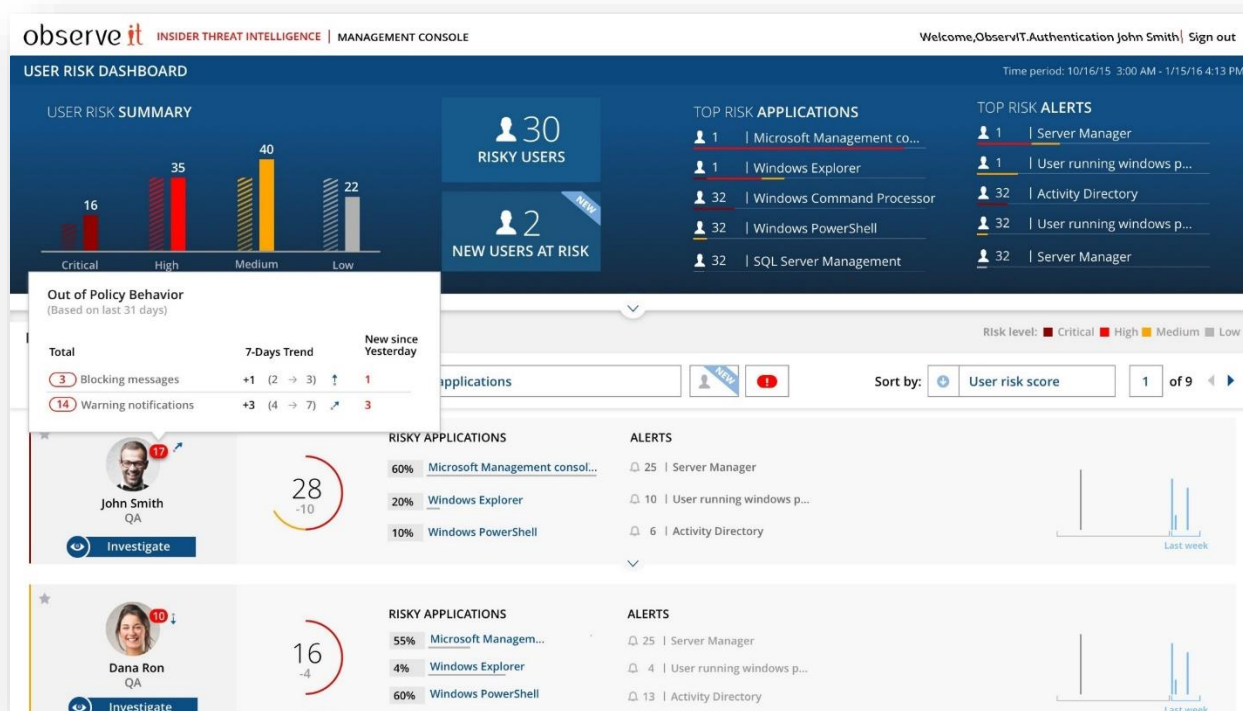 observe it INSIDER THREAT INTELLIGENCE | MANAGEMENT CONSOLE
Welcome,ObservIT.Authentication John Smith| Sign out
USER RISK DASHBOARD
Time period: 10/16/15 3:00 AM - 1/15/16 4:13 PM
USER RISK SUMMARY
16
35
40
22
Critical High Medium Low
30
RISKY USERS
NEW
2
NEW USERS AT RISK
TOP RISK APPLICATIONS
1 | Microsoft Management co...
1 | Windows Explorer
32 | Windows Command Processor
32 | Windows PowerShell
32 | SQL Server Management
TOP RISK ALERTS
1 | Server Manager
1 | User running windows p...
32 | Activity Directory
32 | User running windows p...
32 | Server Manager
Out of Policy Behavior
(Based on last 31 days)
Total 7-Days Trend New since
Yesterday
3 Blocking messages +1 (2 → 3) ↑ 1
14 Warning notifications +3 (4 → 7) ↗ 3
RIsk level: Critical High Medium Low
applications
NEW
!
Sort by: User risk score
1 of 9
17
John Smith
QA
Investigate
28
-10
RISKY APPLICATIONS
60% Microsoft Management consol...
20% Windows Explorer
10% Windows PowerShell
ALERTS
25 | Server Manager
10 | User running windows p...
6 | Activity Directory
Last week
10
Dana Ron
QA
Investigate
16
-4
RISKY APPLICATIONS
55% Microsoft Managem...
4% Windows Explorer
60% Windows PowerShell
ALERTS
25 | Server Manager
4 | User running windows p...
13 | Activity Directory
Last week